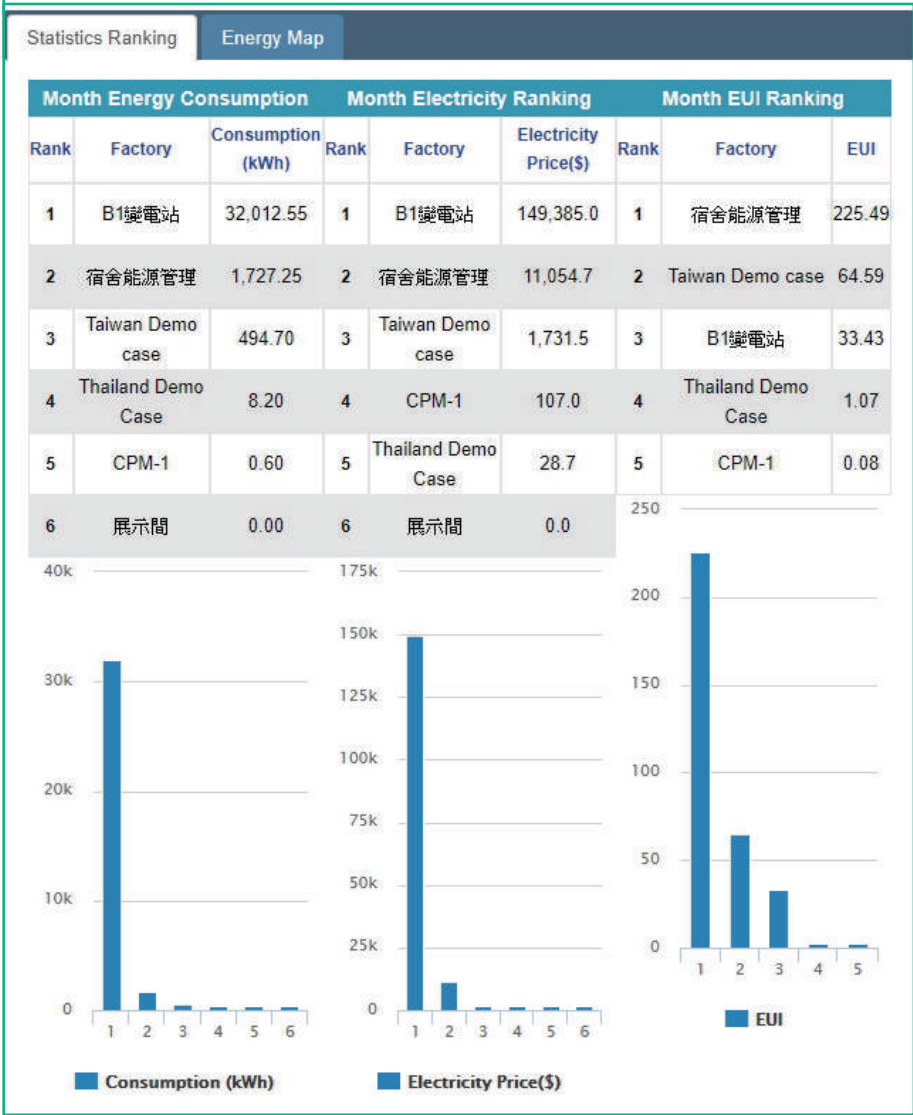 Statistics Ranking Energy Map
Month Energy Consumption Month Electricity Ranking Month EUI Ranking
Rank Factory Consumption (kWh) Rank Factory Electricity Price($) Rank Factory EUI
1 B1變電站 32,012.55 1 B1變電站 149,385.0 1 宿舍能源管理 225.49
2 宿舍能源管理 1,727.25 2 宿舍能源管理 11,054.7 2 Taiwan Demo case 64.59
3 Taiwan Demo case 494.70 3 Taiwan Demo case 1,731.5 3 B1變電站 33.43
4 Thailand Demo Case 8.20 4 CPM-1 107.0 4 Thailand Demo Case 1.07
5 CPM-1 0.60 5 Thailand Demo Case 28.7 5 CPM-1 0.08
6 展示間 0.00 6 展示間 0.0
40k
30k
20k
10k
0
1 2 3 4 5 6
Consumption (kWh)
175k
150k
125k
100k
75k
50k
25k
0
1 2 3 4 5 6
Electricity Price($)
250
200
150
100
50
0
1 2 3 4 5
EUI